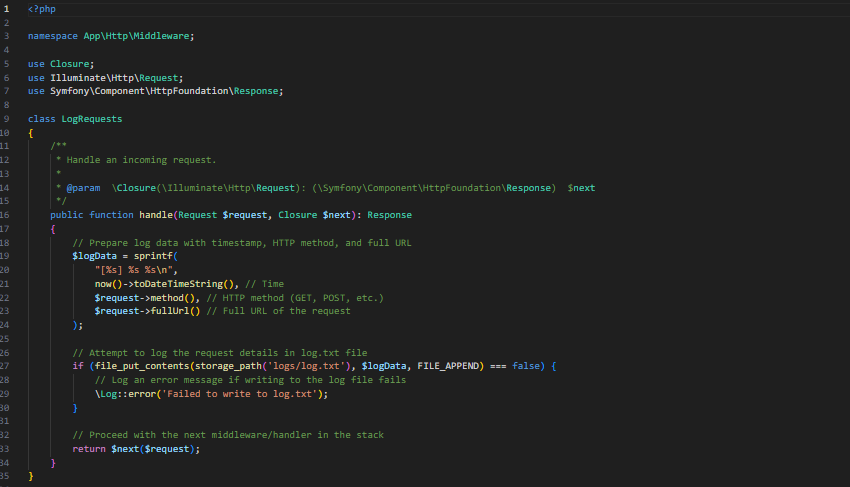 1 <?php
2
3 namespace App\Http\Middleware;
4
5 use Closure;
6 use Illuminate\Http\Request;
7 use Symfony\Component\HttpFoundation\Response;
8
9 class LogRequests
10 {
11 /**
12 * Handle an incoming request.
13 *
14 * @param  \Closure(\Illuminate\Http\Request): (\Symfony\Component\HttpFoundation\Response)  $next
15 */
16 public function handle(Request $request, Closure $next): Response
17 {
18 // Prepare log data with timestamp, HTTP method, and full URL
19 $logData = sprintf(
20 "[%s] %s %s\n",
21 now()->toDateTimeString(), // Time
22 $request->method(), // HTTP method (GET, POST, etc.)
23 $request->fullUrl() // Full URL of the request
24 );
25
26 // Attempt to log the request details in log.txt file
27 if (file_put_contents(storage_path('logs/log.txt'), $logData, FILE_APPEND) === false) {
28 // Log an error message if writing to the log file fails
29 \Log::error('Failed to write to log.txt');
30 }
31
32 // Proceed with the next middleware/handler in the stack
33 return $next($request);
34 }
35 }